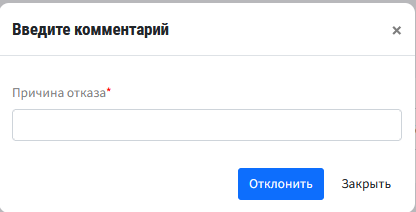 Введите комментарий ×
Причина отказа*
Отклонить Закрыть